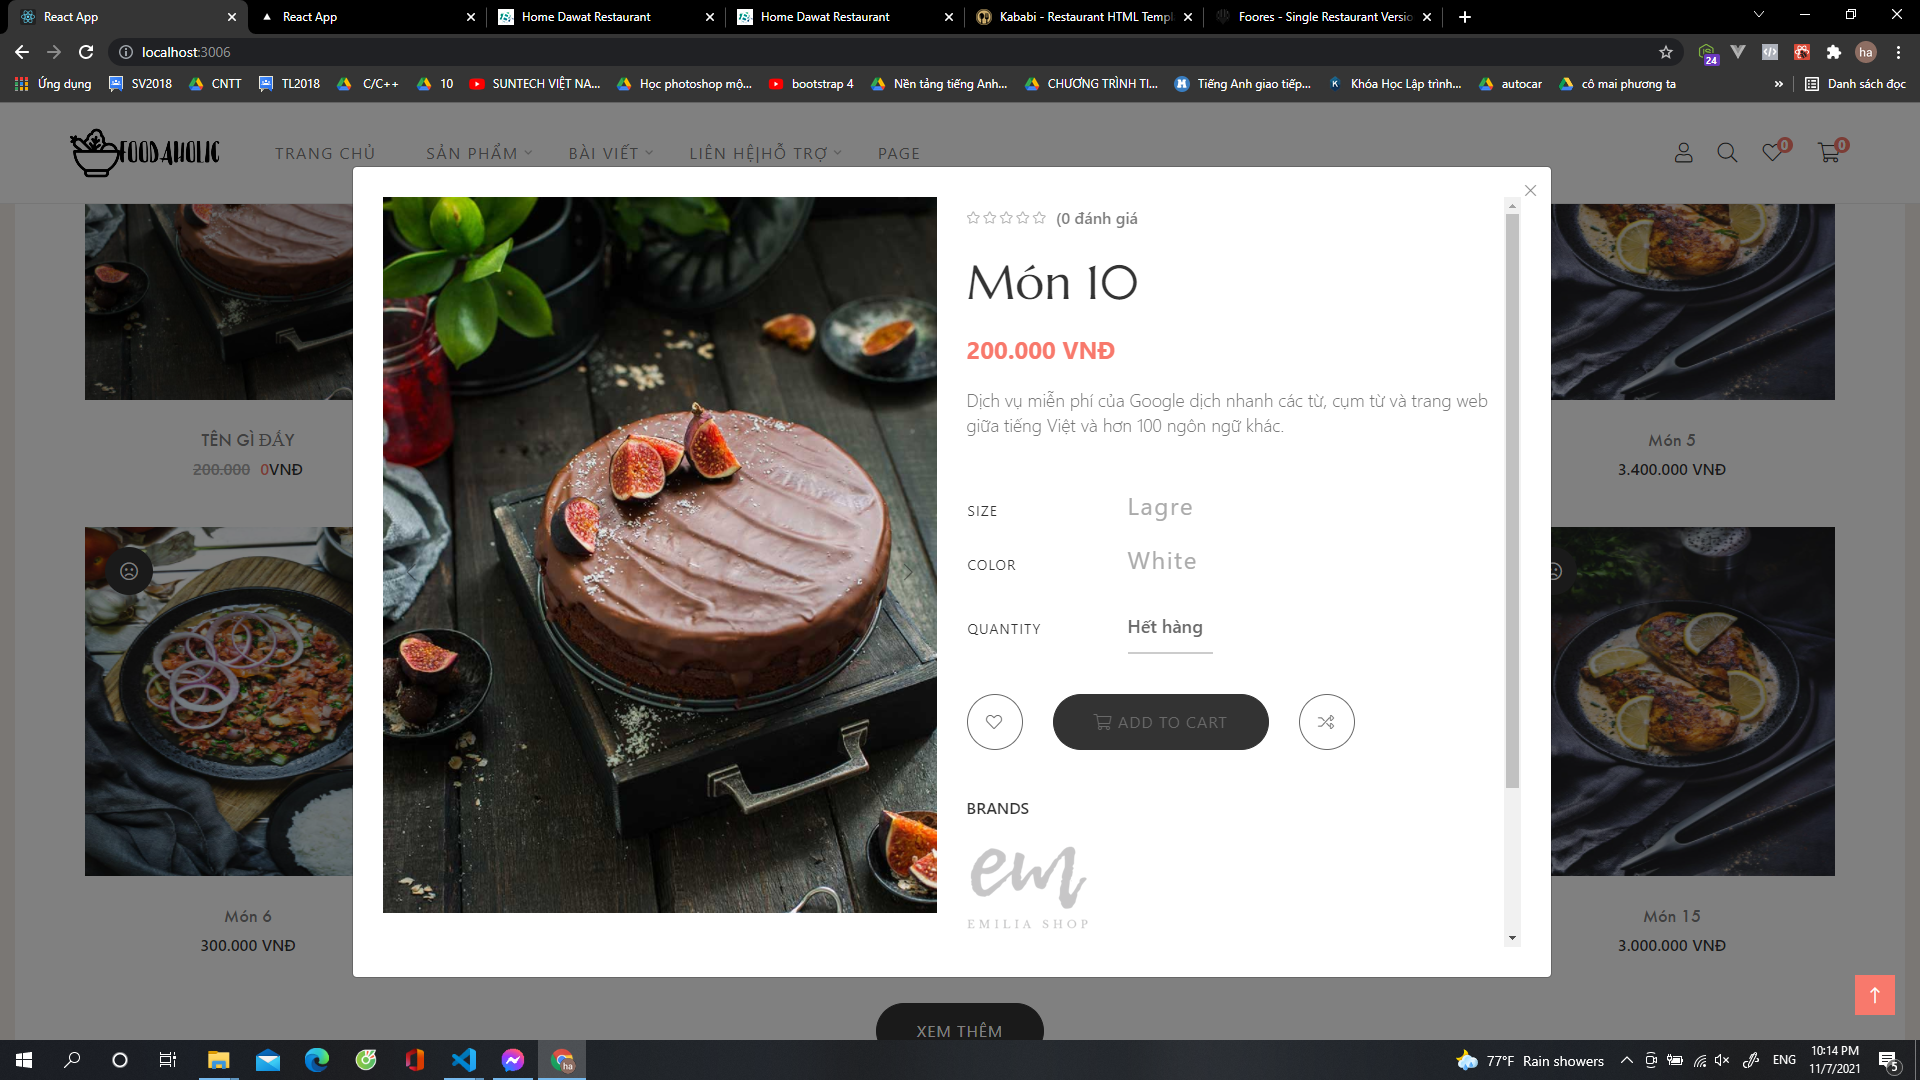 React App
React App
Home Dawat Restaurant
Home Dawat Restaurant
Kababi - Restaurant HTML Templ
Foores - Single Restaurant Versio
localhost:3006
24
ha
Ứng dụng
SV2018
CNTT
TL2018
C/C++
10
SUNTECH VIỆT NA...
Học photoshop mộ...
bootstrap 4
Nền tảng tiếng Anh...
CHƯƠNG TRÌNH TI...
Tiếng Anh giao tiếp...
Khóa Học Lập trình...
autocar
cô mai phương ta
»
Danh sách đọc
FOODAHOLIC
TRANG CHỦ
SẢN PHẨM
BÀI VIẾT
LIÊN HỆ|HỖ TRỢ
PAGE
0
0
(0 đánh giá
Món 10
200.000 VNĐ
Dịch vụ miễn phí của Google dịch nhanh các từ, cụm từ và trang web
giữa tiếng Việt và hơn 100 ngôn ngữ khác.
SIZE
Lagre
COLOR
White
QUANTITY
Hết hàng
ADD TO CART
BRANDS
em
EMILIA SHOP
TÊN GÌ ĐẤY
200.000 0VNĐ
Món 5
3.400.000 VNĐ
Món 6
300.000 VNĐ
Món 15
3.000.000 VNĐ
XEM THÊM
ha
77°F Rain showers
ENG
10:14 PM
11/7/2021
5